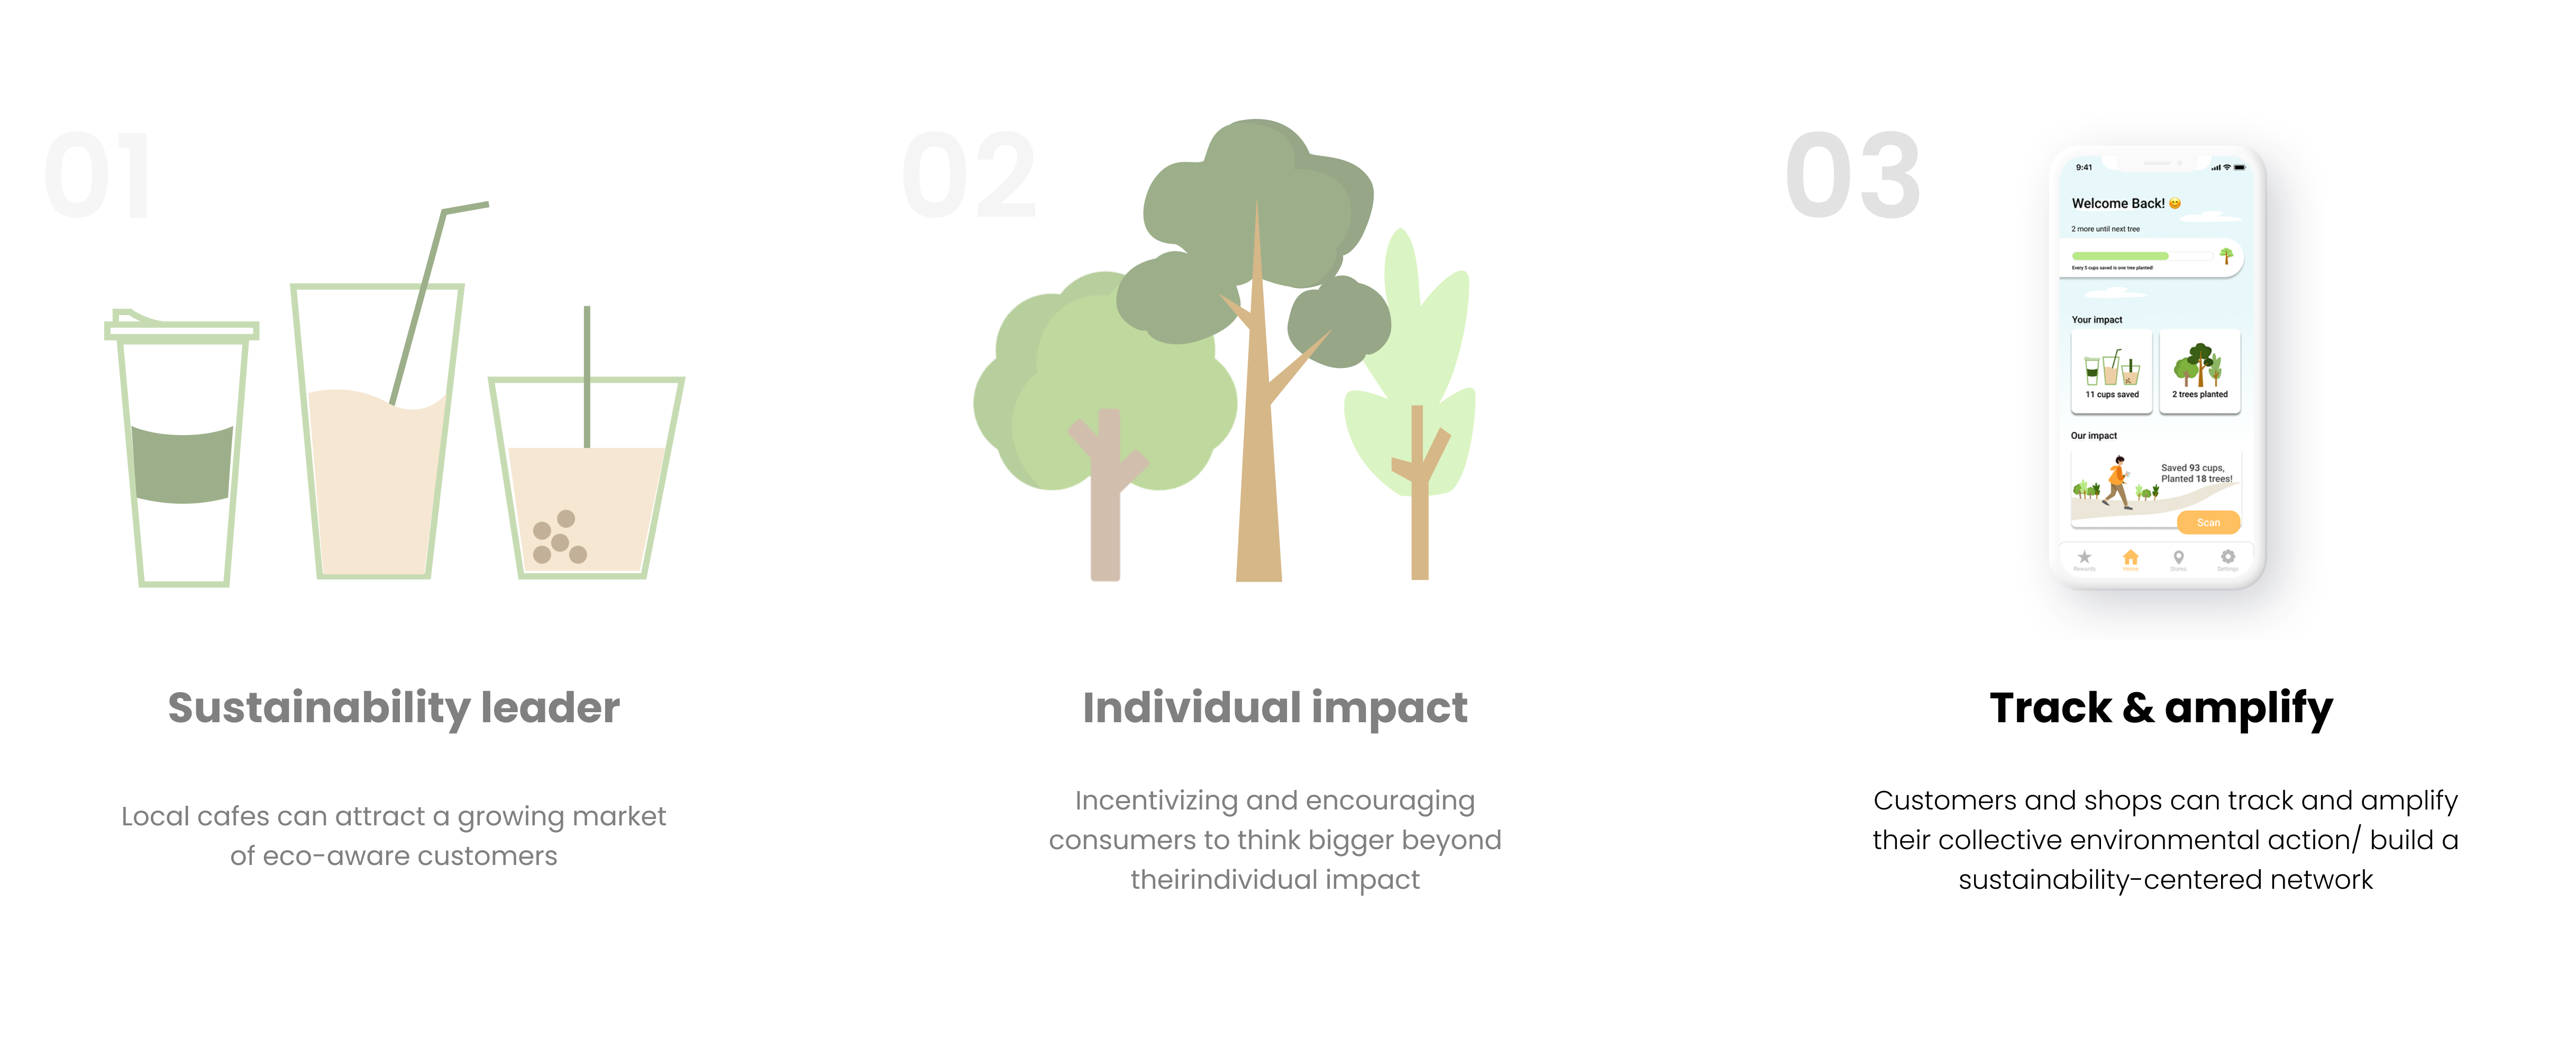 01
Sustainability leader
Local cafes can attract a growing market
of eco-aware customers
02
Individual impact
Incentivizing and encouraging
consumers to think bigger beyond
theirindividual impact
03
9:41
Welcome Back! 😊
2 more until next tree
Every 5 cups saved is one tree planted!
Your impact
11 cups saved
2 trees planted
Our impact
Saved 93 cups,
Planted 18 trees!
Scan
Rewards
Home
Stores
Settings
Track & amplify
Customers and shops can track and amplify
their collective environmental action/ build a
sustainability-centered network